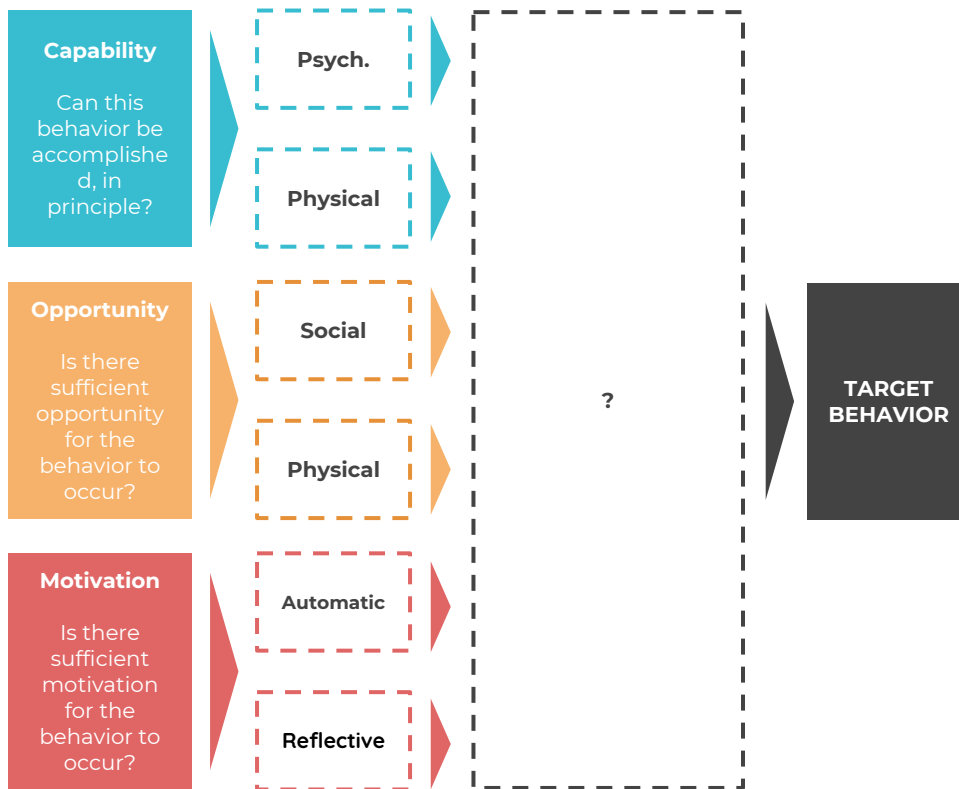 Capability
Can this
behavior be
accomplishe
d, in
principle?
Psych.
Physical
Opportunity
Is there
sufficient
opportunity
for the
behavior to
occur?
Social
Physical
Motivation
Is there
sufficient
motivation
for the
behavior to
occur?
Automatic
Reflective
?
TARGET
BEHAVIOR